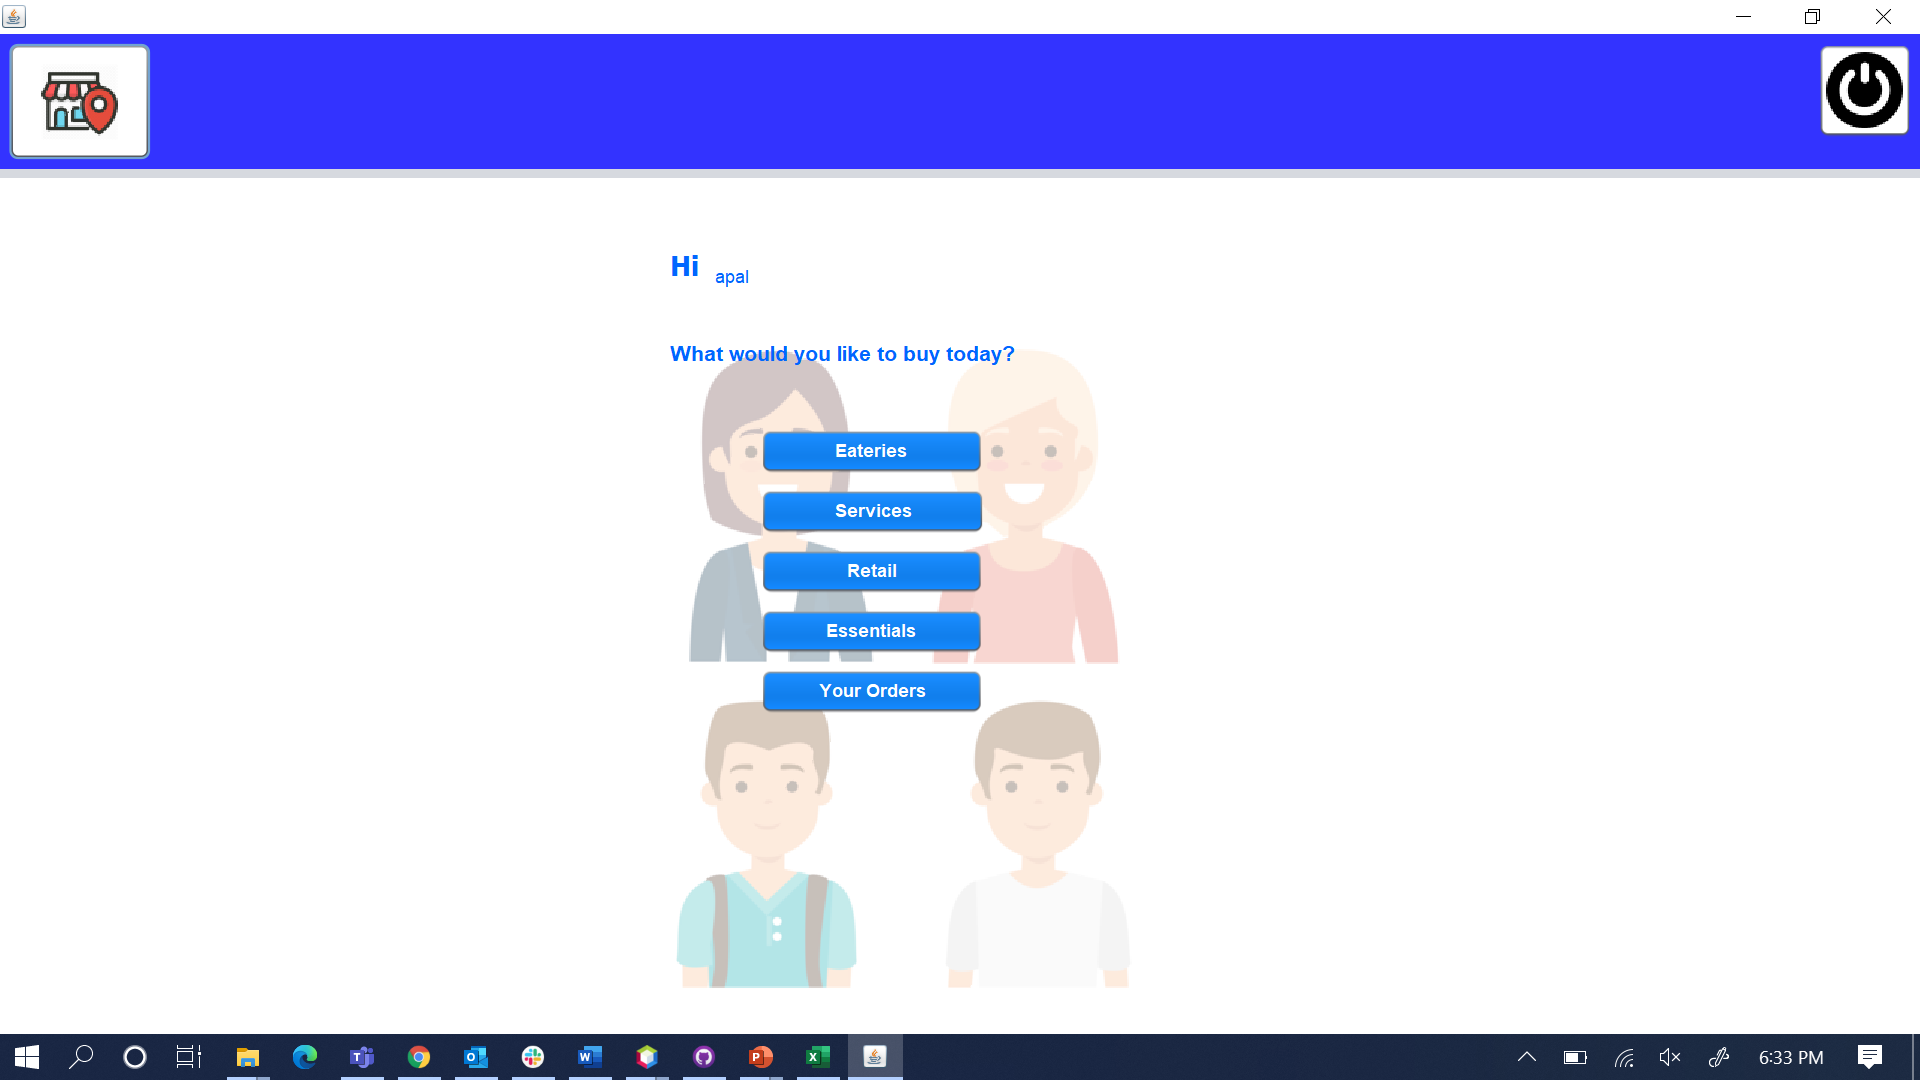 Hi apal
What would you like to buy today?
Eateries
Services
Retail
Essentials
Your Orders
6:33 PM